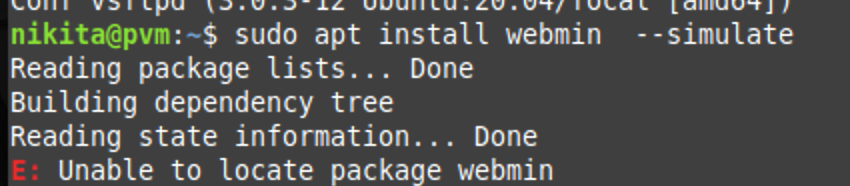 Conf vsftpd (3.0.3-12 Ubuntu:20.04/focal [amd64])
nikita@pvm:~$ sudo apt install webmin  --simulate
Reading package lists... Done
Building dependency tree
Reading state information... Done
E: Unable to locate package webmin